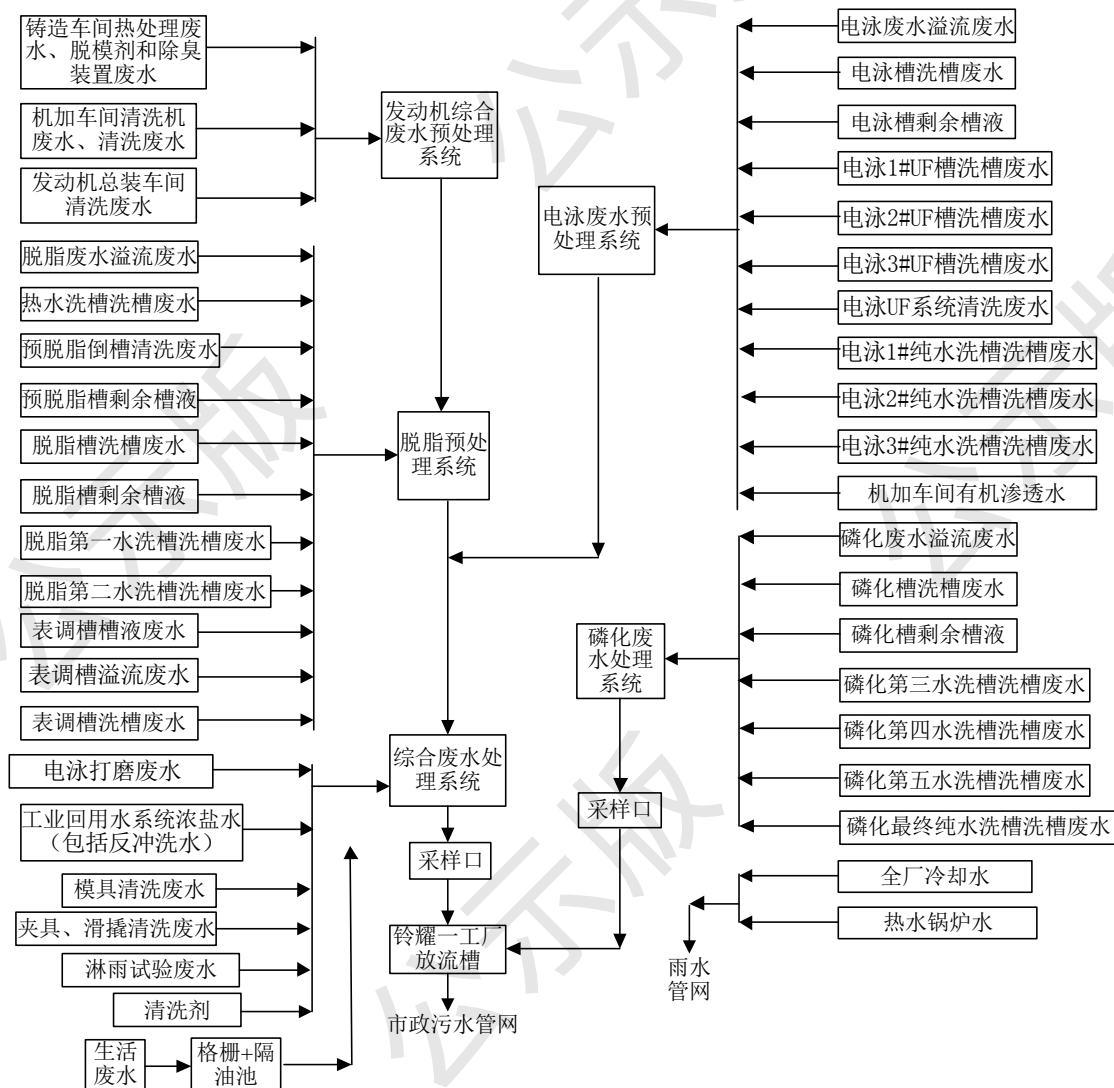 铸造车间热处理废
水、脱模剂和除臭
装置废水
机加车间清洗机
废水、清洗废水
发动机总装车间
清洗废水
发动机综合
废水预处理
系统
脱脂废水溢流废水
热水洗槽洗槽废水
预脱脂倒槽清洗废水
预脱脂槽剩余槽液
脱脂槽洗槽废水
脱脂槽剩余槽液
脱脂第一水洗槽洗槽废水
脱脂第二水洗槽洗槽废水
表调槽槽液废水
表调槽溢流废水
表调槽洗槽废水
脱脂预处
理系统
电泳打磨废水
工业回用水系统浓盐水
（包括反冲洗水）
模具清洗废水
夹具、滑撬清洗废水
淋雨试验废水
清洗剂
生活
废水
格栅+隔
油池
综合废水处
理系统
采样口
铃耀一工厂
放流槽
市政污水管网
电泳废水预
处理系统
电泳废水溢流废水
电泳槽洗槽废水
电泳槽剩余槽液
电泳1#UF槽洗槽废水
电泳2#UF槽洗槽废水
电泳3#UF槽洗槽废水
电泳UF系统清洗废水
电泳1#纯水洗槽洗槽废水
电泳2#纯水洗槽洗槽废水
电泳3#纯水洗槽洗槽废水
机加车间有机渗透水
磷化废
水处理
系统
采样口
磷化废水溢流废水
磷化槽洗槽废水
磷化槽剩余槽液
磷化第三水洗槽洗槽废水
磷化第四水洗槽洗槽废水
磷化第五水洗槽洗槽废水
磷化最终纯水洗槽洗槽废水
全厂冷却水
热水锅炉水
雨水
管网
公示版
公示版
公示版
公示版